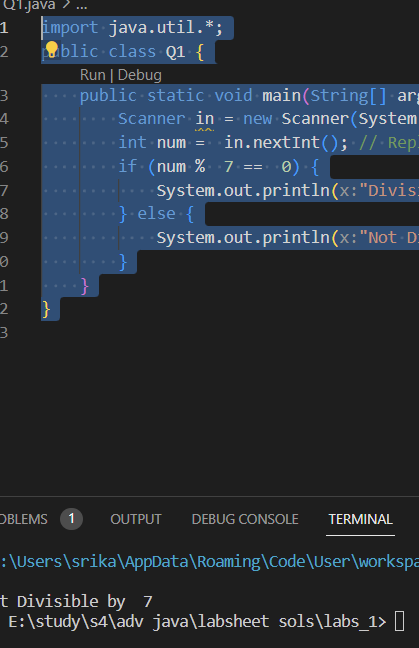 Q1.java > ...
1 import java.util.*;
2 public class Q1 {
Run | Debug
3 public static void main(String[] arg
4 Scanner in = new Scanner(System
5 int num = in.nextInt(); // Rep
6 if (num % 7 == 0) {
7 System.out.println(x:"Divis
8 } else {
9 System.out.println(x:"Not D
0 }
1 }
2 }
3
OBLEMS 1 OUTPUT DEBUG CONSOLE TERMINAL
:\Users\srika\AppData\Roaming\Code\User\workspa
t Divisible by 7
E:\study\s4\adv java\labsheet sols\labs_1>